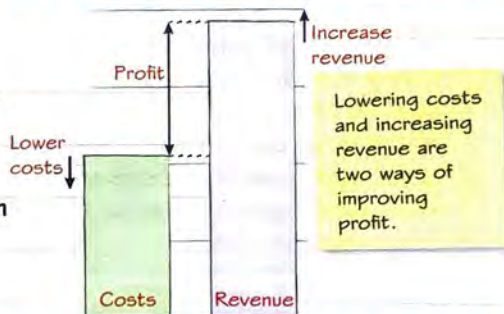 Increase
revenue
Profit
Lower
costs
Lowering costs
and increasing
revenue are
two ways of
improving
profit.
Costs
Revenue